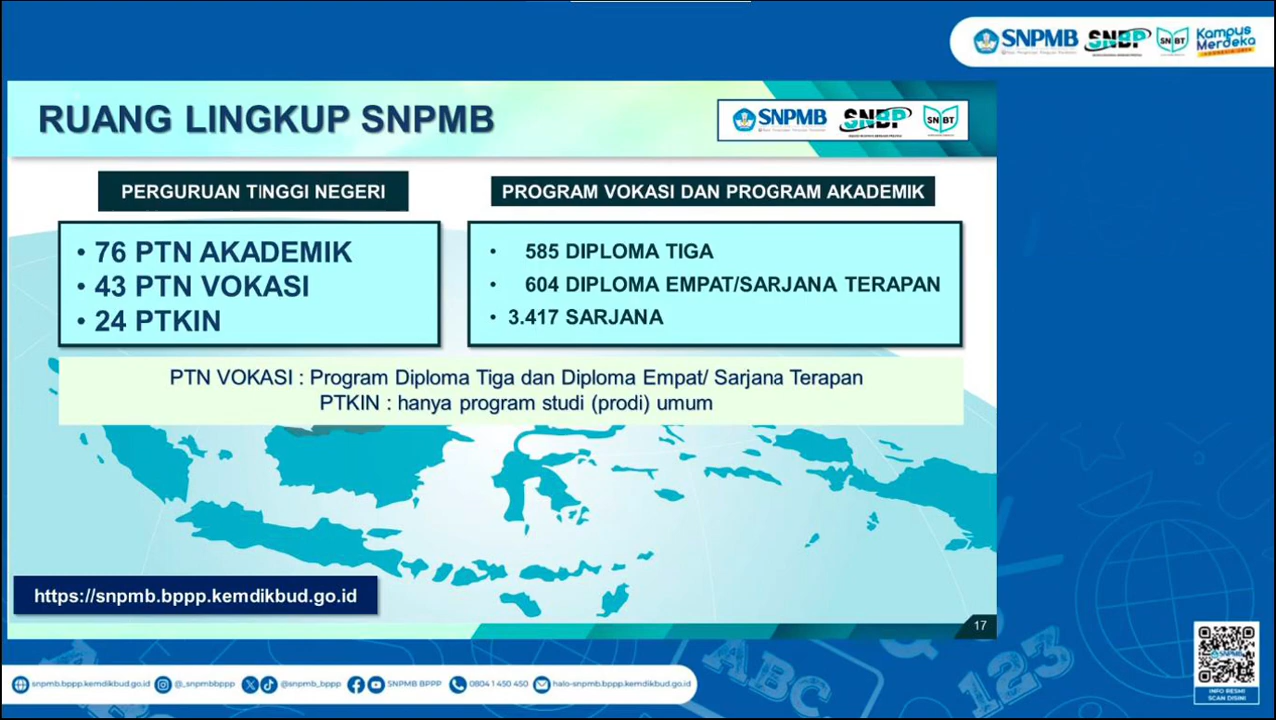 SNPMB
SNBP
SNBT
Kampus
Merdeka
INDONESIA JAYA
RUANG LINGKUP SNPMB
SNPMB
SNBP
SNBT
PERGURUAN TINGGI NEGERI
• 76 PTN AKADEMIK
• 43 PTN VOKASI
• 24 PTKIN
PROGRAM VOKASI DAN PROGRAM AKADEMIK
• 585 DIPLOMA TIGA
• 604 DIPLOMA EMPAT/SARJANA TERAPAN
• 3.417 SARJANA
PTN VOKASI : Program Diploma Tiga dan Diploma Empat/ Sarjana Terapan
PTKIN : hanya program studi (prodi) umum
https://snpmb.bppp.kemdikbud.go.id
17
snpmb.bppp.kemdikbud.go.id @_snpmbbppp @snpmb_bppp SNPMB BPPP 0804 1 450 450 halo-snpmb.bppp.kemdikbud.go.id
ABC
123
INFO RESMI
SCAN DISINI